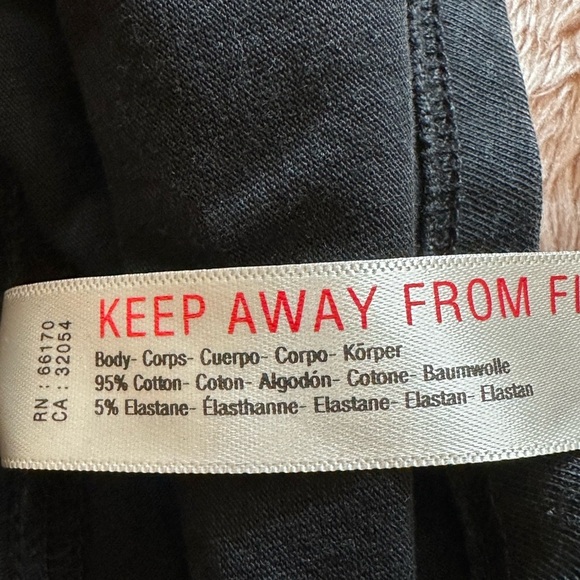 KEEP AWAY FROM
RN : 66170
CA : 32054
Body- Corps- Cuerpo- Corpo- Körper
95% Cotton- Coton- Algodón- Cotone- Baumwolle
5% Elastane- Élasthanne- Elastane- Elastan- Elastan